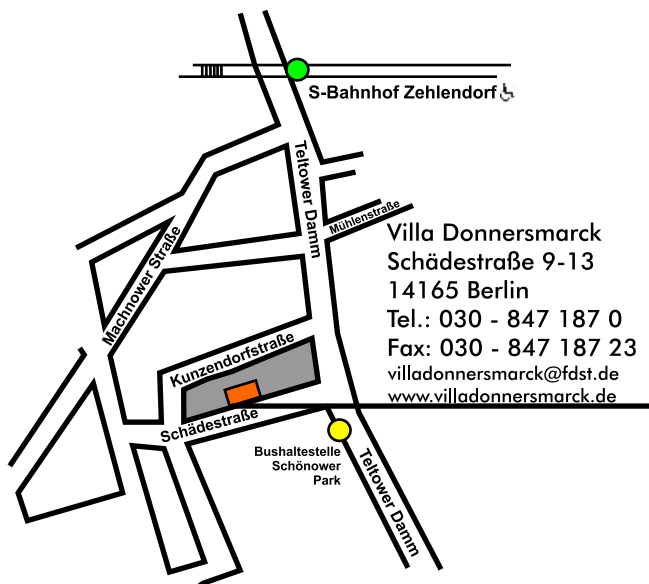 S-Bahnhof Zehlendorf
Teltower Damm
Mühlenstraße
Machnower Straße
Villa Donnersmarck
Schädestraße 9-13
14165 Berlin
Tel.: 030 - 847 187 0
Fax: 030 - 847 187 23
villadonnersmarck@fdst.de
www.villadonnersmarck.de
Kunzendorfstraße
Schädestraße
Bushaltestelle
Schönower
Park
Teltower Damm